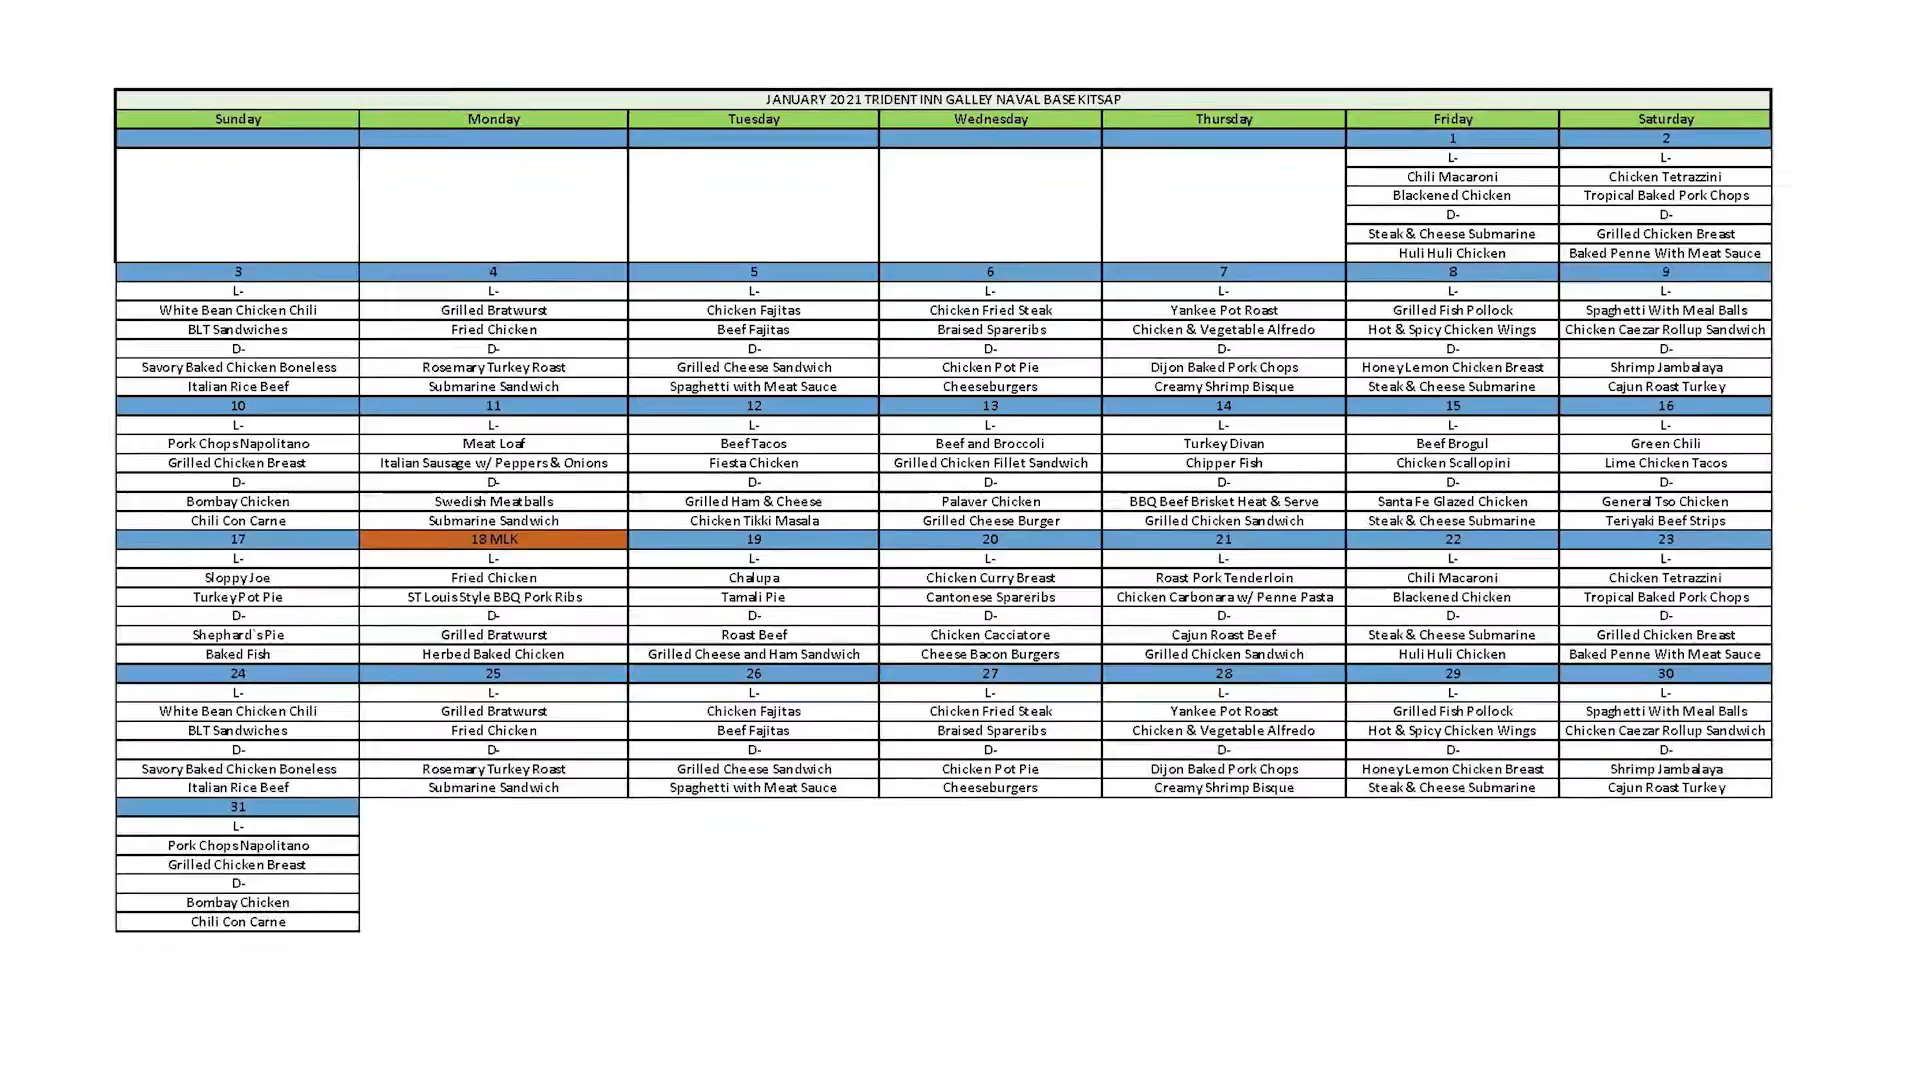 JANUARY 2021 TRIDENT INN GALLEY NAVAL BASE KITSAP
Sunday Monday Tuesday Wednesday Thursday Friday Saturday
1 2
L- L-
Chili Macaroni Chicken Tetrazzini
Blackened Chicken Tropical Baked Pork Chops
D- D-
Steak & Cheese Submarine Grilled Chicken Breast
Huli Huli Chicken Baked Penne With Meat Sauce
3 4 5 6 7 8 9
L- L- L- L- L- L- L-
White Bean Chicken Chili Grilled Bratwurst Chicken Fajitas Chicken Fried Steak Yankee Pot Roast Grilled Fish Pollock Spaghetti With Meal Balls
BLT Sandwiches Fried Chicken Beef Fajitas Braised Spareribs Chicken & Vegetable Alfredo Hot & Spicy Chicken Wings Chicken Caezar Rollup Sandwich
D- D- D- D- D- D- D-
Savory Baked Chicken Boneless Rosemary Turkey Roast Grilled Cheese Sandwich Chicken Pot Pie Dijon Baked Pork Chops Honey Lemon Chicken Breast Shrimp Jambalaya
Italian Rice Beef Submarine Sandwich Spaghetti with Meat Sauce Cheeseburgers Creamy Shrimp Bisque Steak & Cheese Submarine Cajun Roast Turkey
10 11 12 13 14 15 16
L- L- L- L- L- L- L-
Pork Chops Napolitano Meat Loaf Beef Tacos Beef and Broccoli Turkey Divan Beef Brogul Green Chili
Grilled Chicken Breast Italian Sausage w/ Peppers & Onions Fiesta Chicken Grilled Chicken Fillet Sandwich Chipper Fish Chicken Scallopini Lime Chicken Tacos
D- D- D- D- D- D- D-
Bombay Chicken Swedish Meatballs Grilled Ham & Cheese Palaver Chicken BBQ Beef Brisket Heat & Serve Santa Fe Glazed Chicken General Tso Chicken
Chili Con Carne Submarine Sandwich Chicken Tikki Masala Grilled Cheese Burger Grilled Chicken Sandwich Steak & Cheese Submarine Teriyaki Beef Strips
17 18 MLK 19 20 21 22 23
L- L- L- L- L- L- L-
Sloppy Joe Fried Chicken Chalupa Chicken Curry Breast Roast Pork Tenderloin Chili Macaroni Chicken Tetrazzini
Turkey Pot Pie ST Louis Style BBQ Pork Ribs Tamali Pie Cantonese Spareribs Chicken Carbonara w/ Penne Pasta Blackened Chicken Tropical Baked Pork Chops
D- D- D- D- D- D- D-
Shephard`s Pie Grilled Bratwurst Roast Beef Chicken Cacciatore Cajun Roast Beef Steak & Cheese Submarine Grilled Chicken Breast
Baked Fish Herbed Baked Chicken Grilled Cheese and Ham Sandwich Cheese Bacon Burgers Grilled Chicken Sandwich Huli Huli Chicken Baked Penne With Meat Sauce
24 25 26 27 28 29 30
L- L- L- L- L- L- L-
White Bean Chicken Chili Grilled Bratwurst Chicken Fajitas Chicken Fried Steak Yankee Pot Roast Grilled Fish Pollock Spaghetti With Meal Balls
BLT Sandwiches Fried Chicken Beef Fajitas Braised Spareribs Chicken & Vegetable Alfredo Hot & Spicy Chicken Wings Chicken Caezar Rollup Sandwich
D- D- D- D- D- D- D-
Savory Baked Chicken Boneless Rosemary Turkey Roast Grilled Cheese Sandwich Chicken Pot Pie Dijon Baked Pork Chops Honey Lemon Chicken Breast Shrimp Jambalaya
Italian Rice Beef Submarine Sandwich Spaghetti with Meat Sauce Cheeseburgers Creamy Shrimp Bisque Steak & Cheese Submarine Cajun Roast Turkey
31
L-
Pork Chops Napolitano
Grilled Chicken Breast
D-
Bombay Chicken
Chili Con Carne